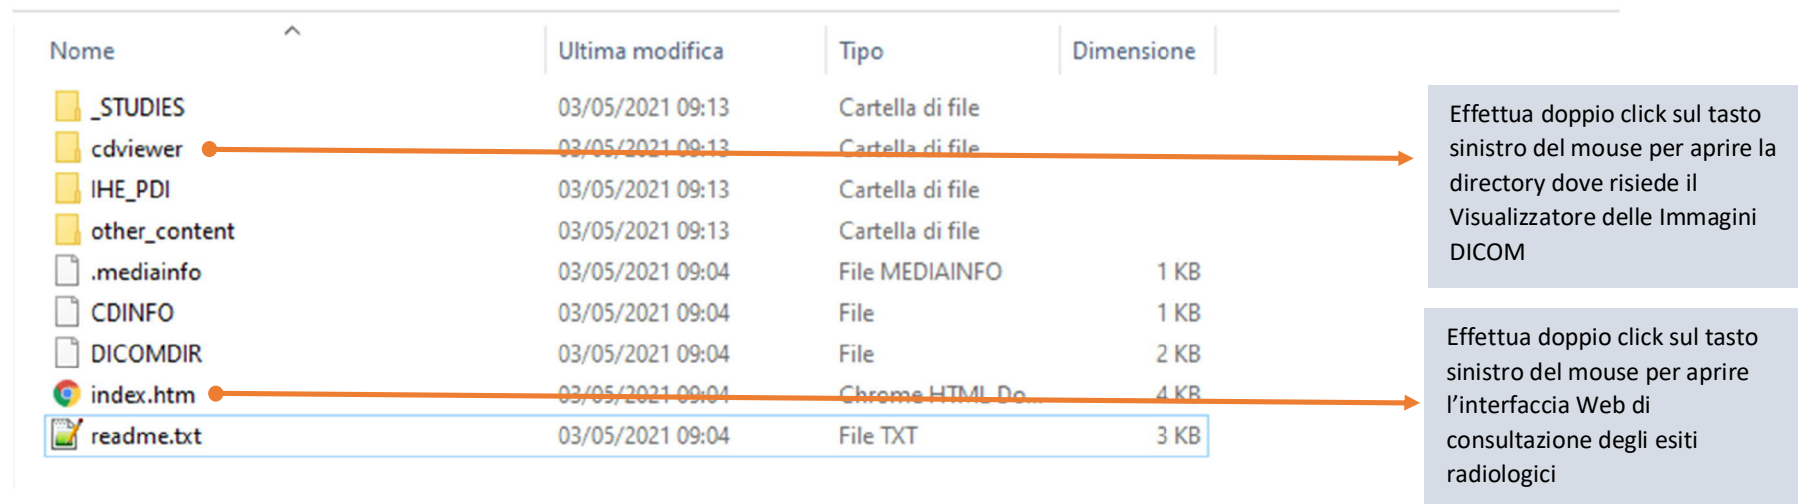 Nome Ultima modifica Tipo Dimensione
_STUDIES 03/05/2021 09:13 Cartella di file
cdviewer 03/05/2021 09:13 Cartella di file
IHE_PDI 03/05/2021 09:13 Cartella di file
other_content 03/05/2021 09:13 Cartella di file
.mediainfo 03/05/2021 09:04 File MEDIAINFO 1 KB
CDINFO 03/05/2021 09:04 File 1 KB
DICOMDIR 03/05/2021 09:04 File 2 KB
index.htm 03/05/2021 09:04 Chrome HTML Do... 4 KB
readme.txt 03/05/2021 09:04 File TXT 3 KB
Effettua doppio click sul tasto
sinistro del mouse per aprire la
directory dove risiede il
Visualizzatore delle Immagini
DICOM
Effettua doppio click sul tasto
sinistro del mouse per aprire
l’interfaccia Web di
consultazione degli esiti
radiologici